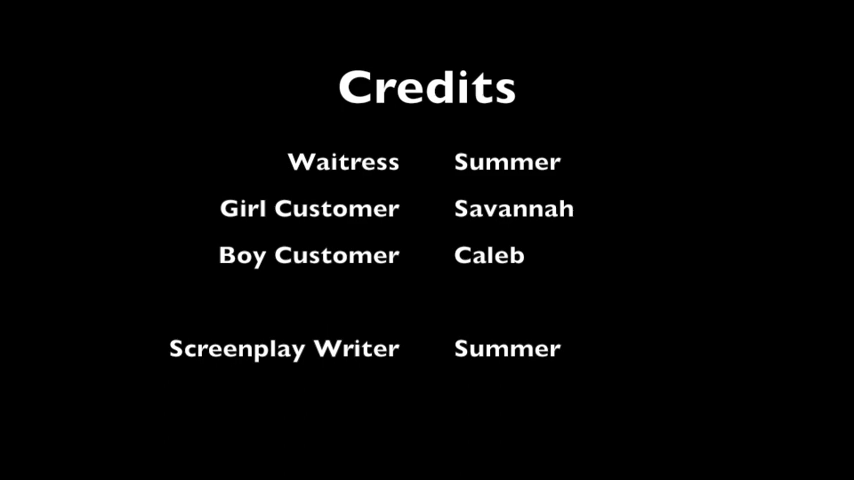 Credits
Waitress Summer
Girl Customer Savannah
Boy Customer Caleb
Screenplay Writer Summer